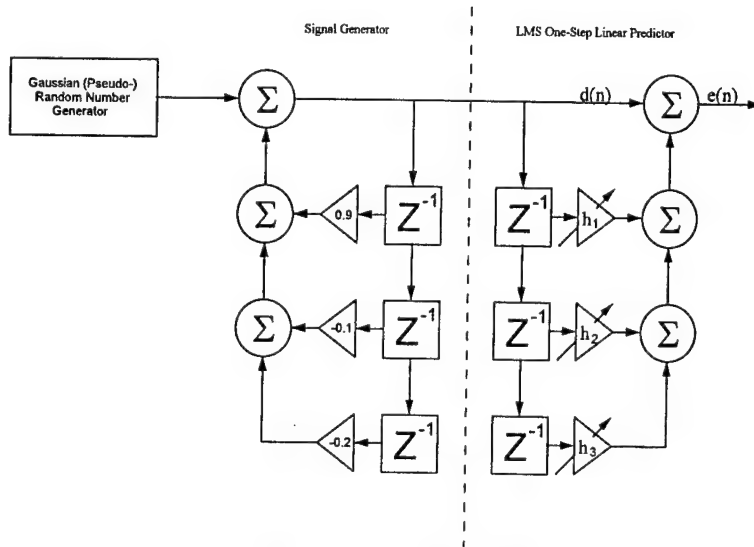 Signal Generator
LMS One-Step Linear Predictor
Gaussian (Pseudo-)
Random Number
Generator
Σ
d(n)
Σ
e(n)
Σ
0.9
Z⁻¹
Z⁻¹
h₁
Σ
Σ
-0.1
Z⁻¹
Z⁻¹
h₂
Σ
-0.2
Z⁻¹
Z⁻¹
h₃